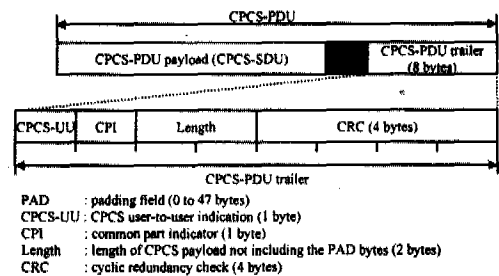 CPCS-PDU
CPCS-PDU payload (CPCS-SDU)
CPCS-PDU trailer
(8 bytes)
CPCS-UU CPI Length CRC (4 bytes)
CPCS-PDU trailer
PAD : padding field (0 to 47 bytes)
CPCS-UU : CPCS user-to-user indication (1 byte)
CPI : common part indicator (1 byte)
Length : length of CPCS payload not including the PAD bytes (2 bytes)
CRC : cyclic redundancy check (4 bytes)